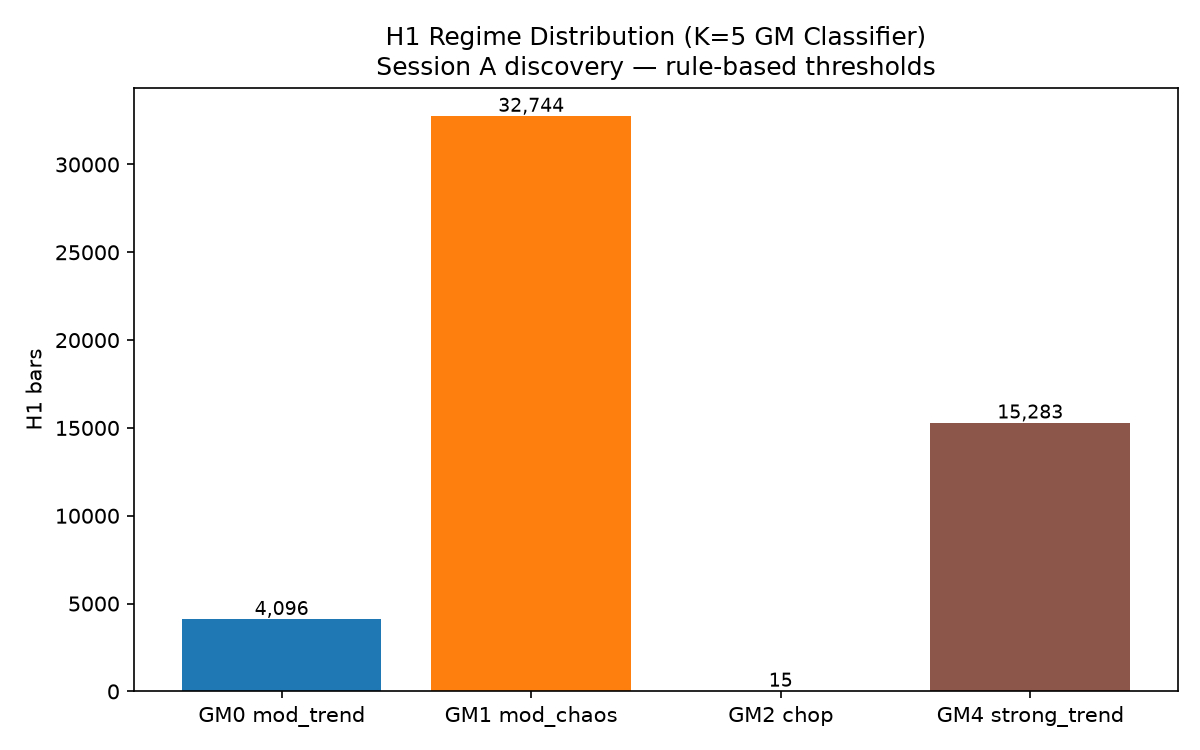 H1 Regime Distribution (K=5 GM Classifier)
Session A discovery — rule-based thresholds
H1 bars
30000
25000
20000
15000
10000
5000
0
4,096
32,744
15
15,283
GM0 mod_trend
GM1 mod_chaos
GM2 chop
GM4 strong_trend